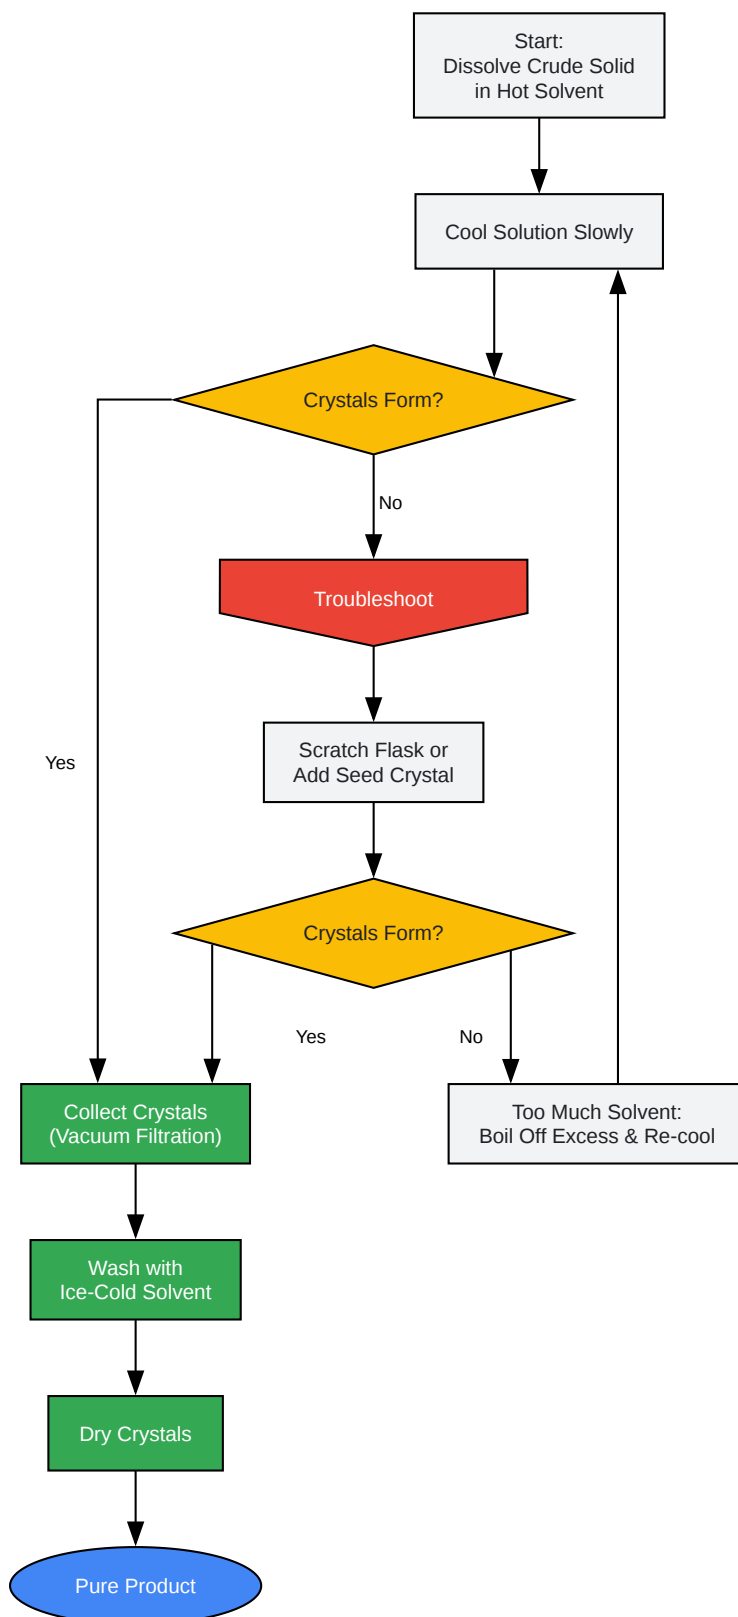 Start:
Dissolve Crude Solid
in Hot Solvent
Cool Solution Slowly
Crystals Form?
No
Troubleshoot
Scratch Flask or
Add Seed Crystal
Yes
Crystals Form?
Yes
No
Collect Crystals
(Vacuum Filtration)
Too Much Solvent:
Boil Off Excess & Re-cool
Wash with
Ice-Cold Solvent
Dry Crystals
Pure Product